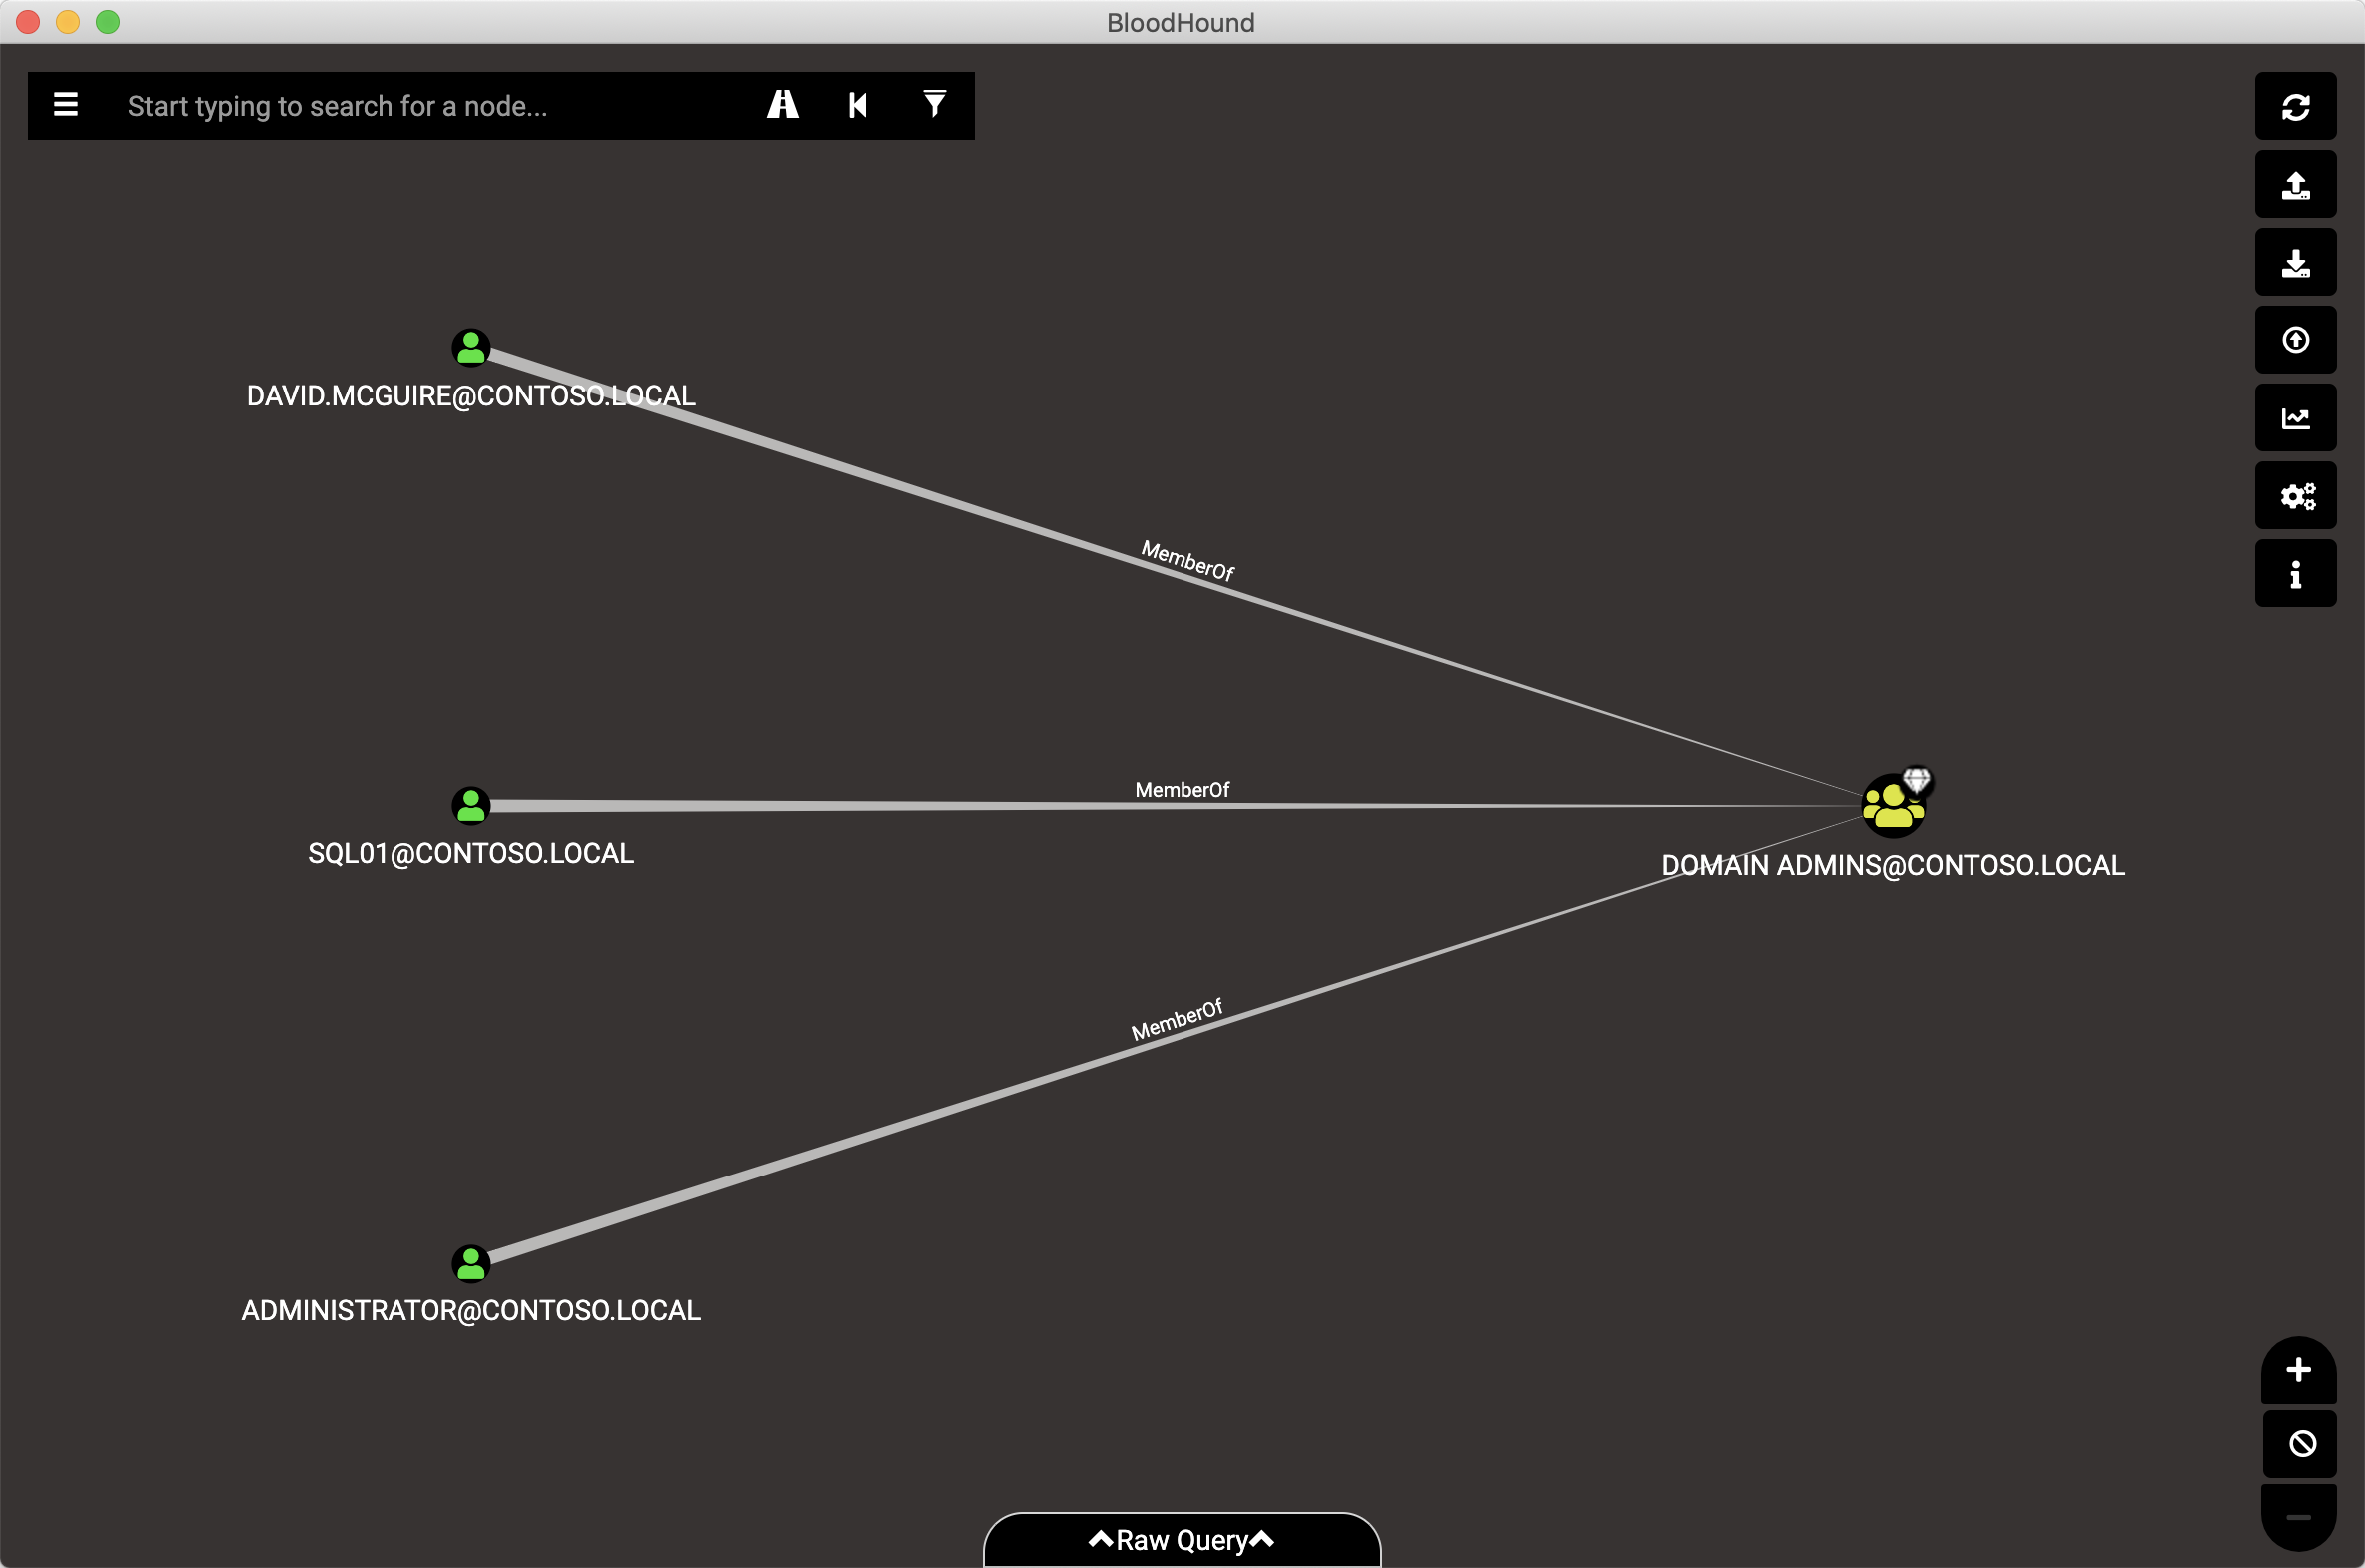 BloodHound
Start typing to search for a node...
DAVID.MCGUIRE@CONTOSO.LOCAL
MemberOf
MemberOf
SQL01@CONTOSO.LOCAL
DOMAIN ADMINS@CONTOSO.LOCAL
MemberOf
ADMINISTRATOR@CONTOSO.LOCAL
Raw Query